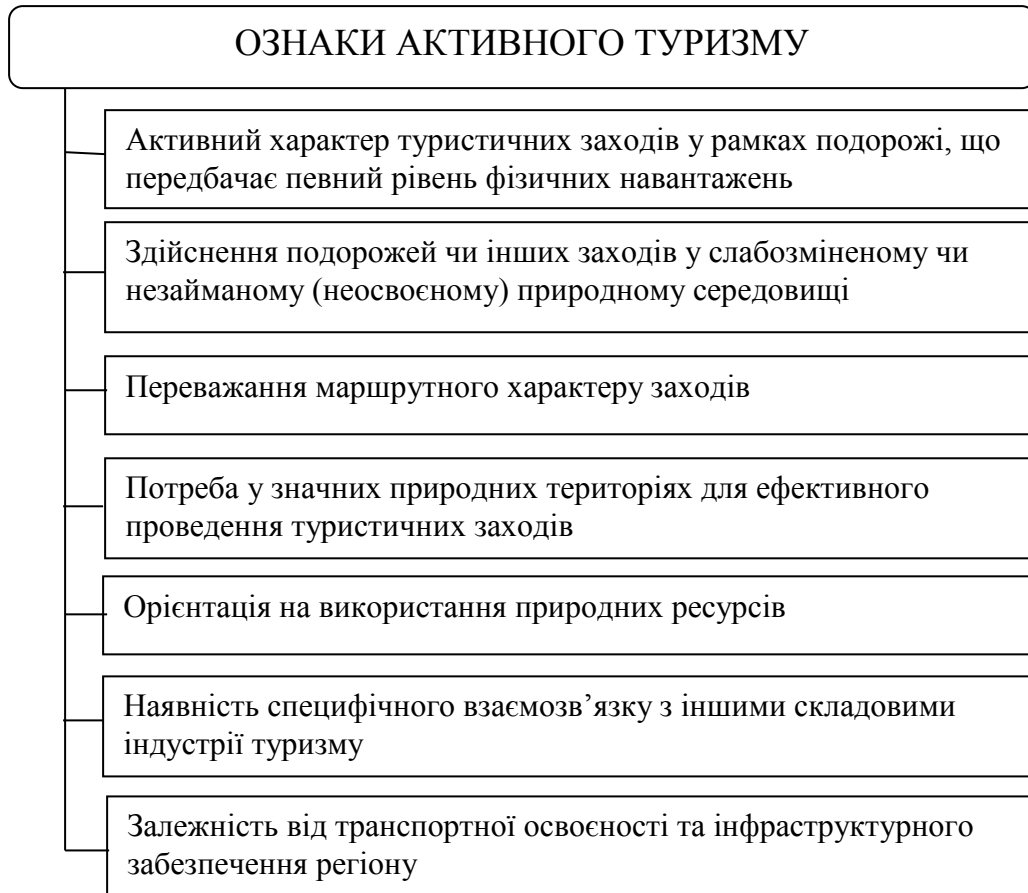 ОЗНАКИ АКТИВНОГО ТУРИЗМУ
Активний характер туристичних заходів у рамках подорожі, що
передбачає певний рівень фізичних навантажень
Здійснення подорожей чи інших заходів у слабозміненому чи
незайманому (неосвоєному) природному середовищі
Переважання маршрутного характеру заходів
Потреба у значних природних територіях для ефективного
проведення туристичних заходів
Орієнтація на використання природних ресурсів
Наявність специфічного взаємозв’язку з іншими складовими
індустрії туризму
Залежність від транспортної освоєності та інфраструктурного
забезпечення регіону